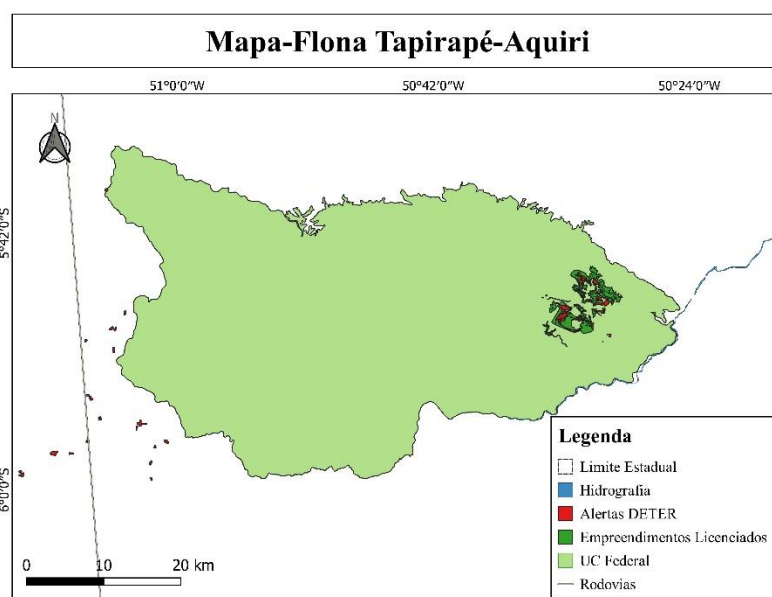 Mapa-Flona Tapirapé-Aquiri
51°0'0"W
50°42'0"W
50°24'0"W
N
5°42'0"S
6°0'0"S
Legenda
Limite Estadual
Hidrografia
Alertas DETER
Empreendimentos Licenciados
UC Federal
Rodovias
0 10 20 km